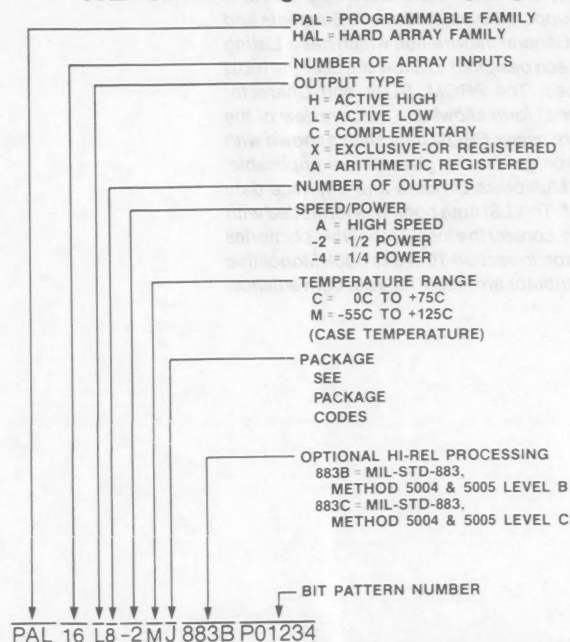 PAL = PROGRAMMABLE FAMILY
HAL = HARD ARRAY FAMILY
NUMBER OF ARRAY INPUTS
OUTPUT TYPE
H = ACTIVE HIGH
L = ACTIVE LOW
C = COMPLEMENTARY
X = EXCLUSIVE-OR REGISTERED
A = ARITHMETIC REGISTERED
NUMBER OF OUTPUTS
SPEED/POWER
A = HIGH SPEED
-2 = 1/2 POWER
-4 = 1/4 POWER
TEMPERATURE RANGE
C = 0C TO +75C
M = -55C TO +125C
(CASE TEMPERATURE)
PACKAGE
SEE
PACKAGE
CODES
OPTIONAL HI-REL PROCESSING
883B = MIL-STD-883,
METHOD 5004 & 5005 LEVEL B
883C = MIL-STD-883,
METHOD 5004 & 5005 LEVEL C
BIT PATTERN NUMBER
PAL 16 L8 -2 M J 883B P01234